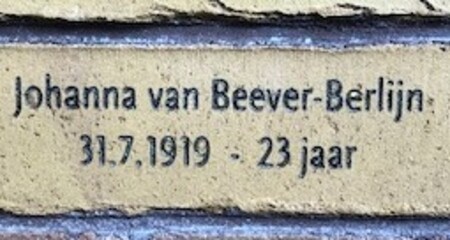 Johanna van Beever-Berlijn
31.7.1919 - 23 jaar